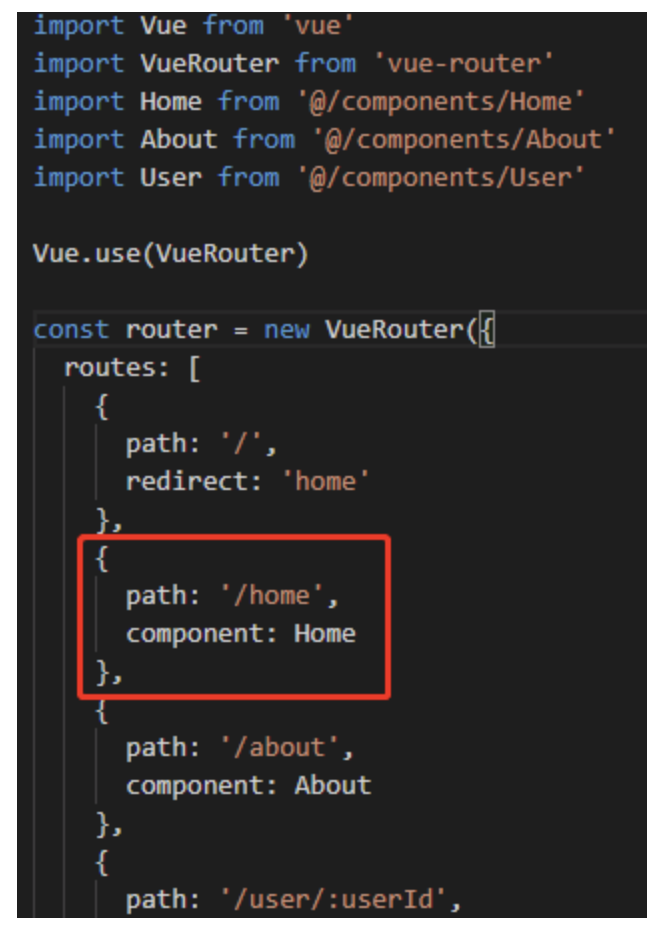 import Vue from 'vue'
import VueRouter from 'vue-router'
import Home from '@/components/Home'
import About from '@/components/About'
import User from '@/components/User'
Vue.use(VueRouter)
const router = new VueRouter({
routes: [
{
path: '/',
redirect: 'home'
},
{
path: '/home',
component: Home
},
{
path: '/about',
component: About
},
{
path: '/user/:userId',